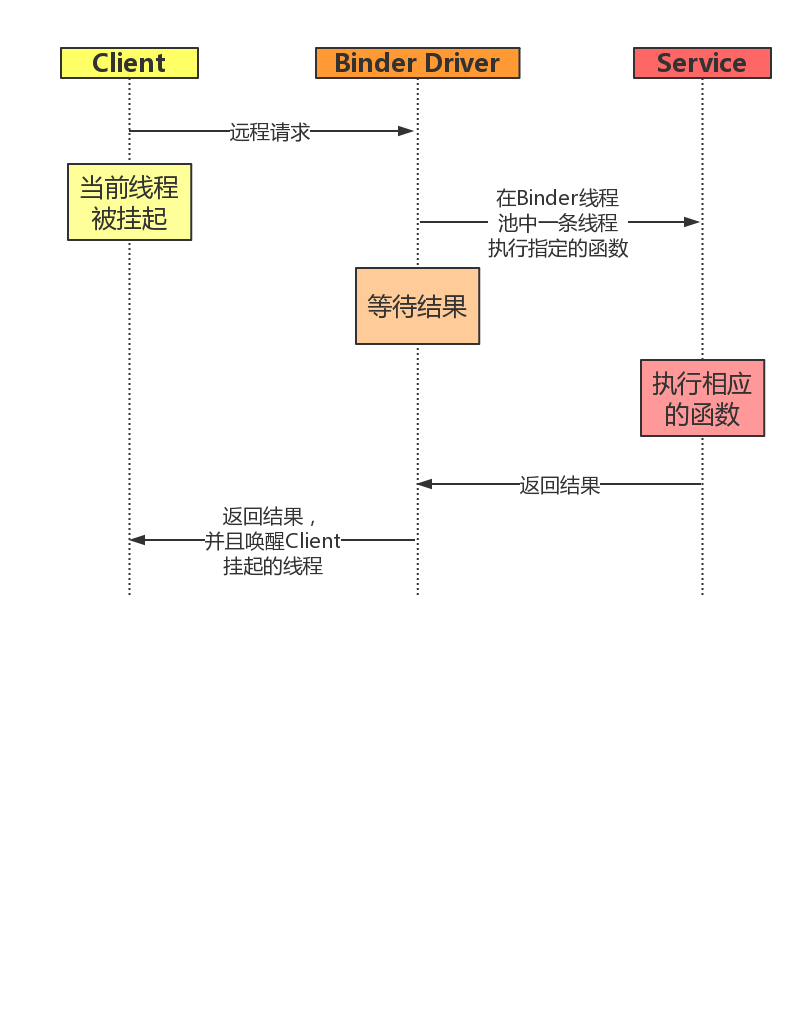 Client
Binder Driver
Service
远程请求
当前线程
被挂起
在Binder线程
池中一条线程
执行指定的函数
等待结果
执行相应
的函数
返回结果
返回结果，
并且唤醒Client
挂起的线程